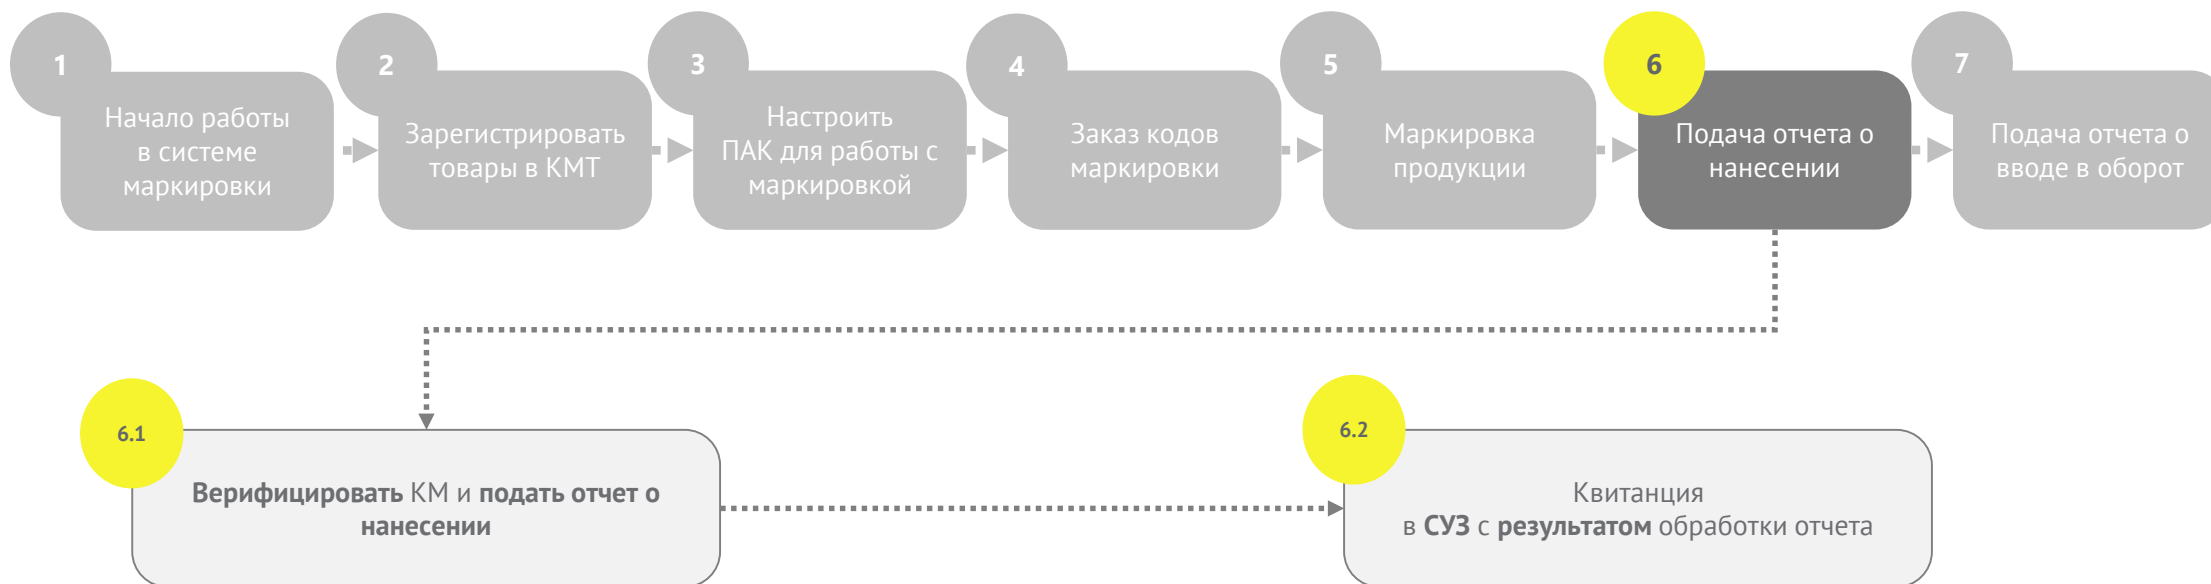 1
Начало работы
в системе
маркировки
2
Зарегистрировать
товары в КМТ
3
Настроить
ПАК для работы с
маркировкой
4
Заказ кодов
маркировки
5
Маркировка
продукции
6
Подача отчета о
нанесении
7
Подача отчета о
вводе в оборот
6.1
Верифицировать КМ и подать отчет о
нанесении
6.2
Квитанция
в СУЗ с результатом обработки отчета